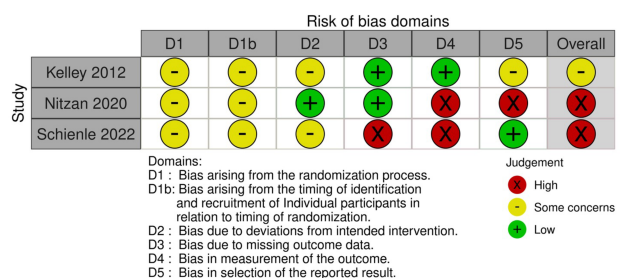 Risk of bias domains
D1 D1b D2 D3 D4 D5 Overall
Study
Kelley 2012 - - - + + - -
Nitzan 2020 - - + + X X X
Schienle 2022 - - - X X + X
Domains:
D1 : Bias arising from the randomization process.
D1b: Bias arising from the timing of identification
and recruitment of Individual participants in
relation to timing of randomization.
D2 : Bias due to deviations from intended intervention.
D3 : Bias due to missing outcome data.
D4 : Bias in measurement of the outcome.
D5 : Bias in selection of the reported result.
Judgement
X High
- Some concerns
+ Low